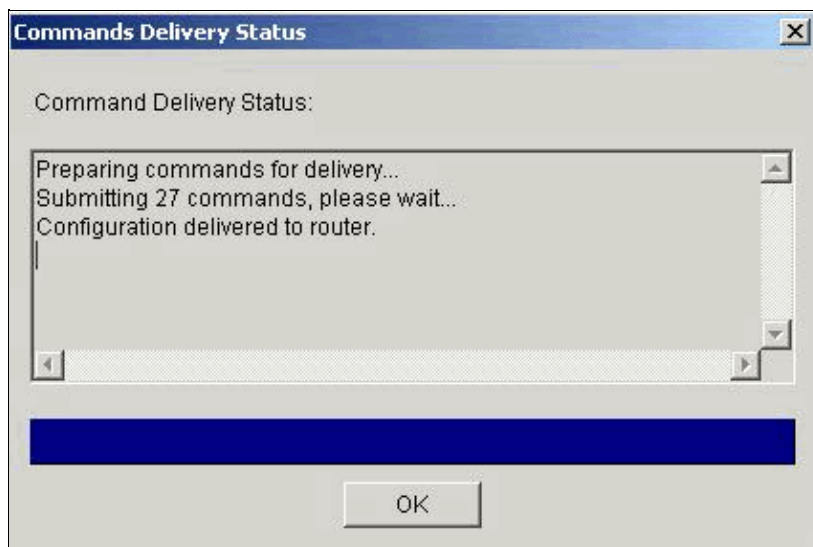 Commands Delivery Status
Command Delivery Status:
Preparing commands for delivery...
Submitting 27 commands, please wait...
Configuration delivered to router.
OK